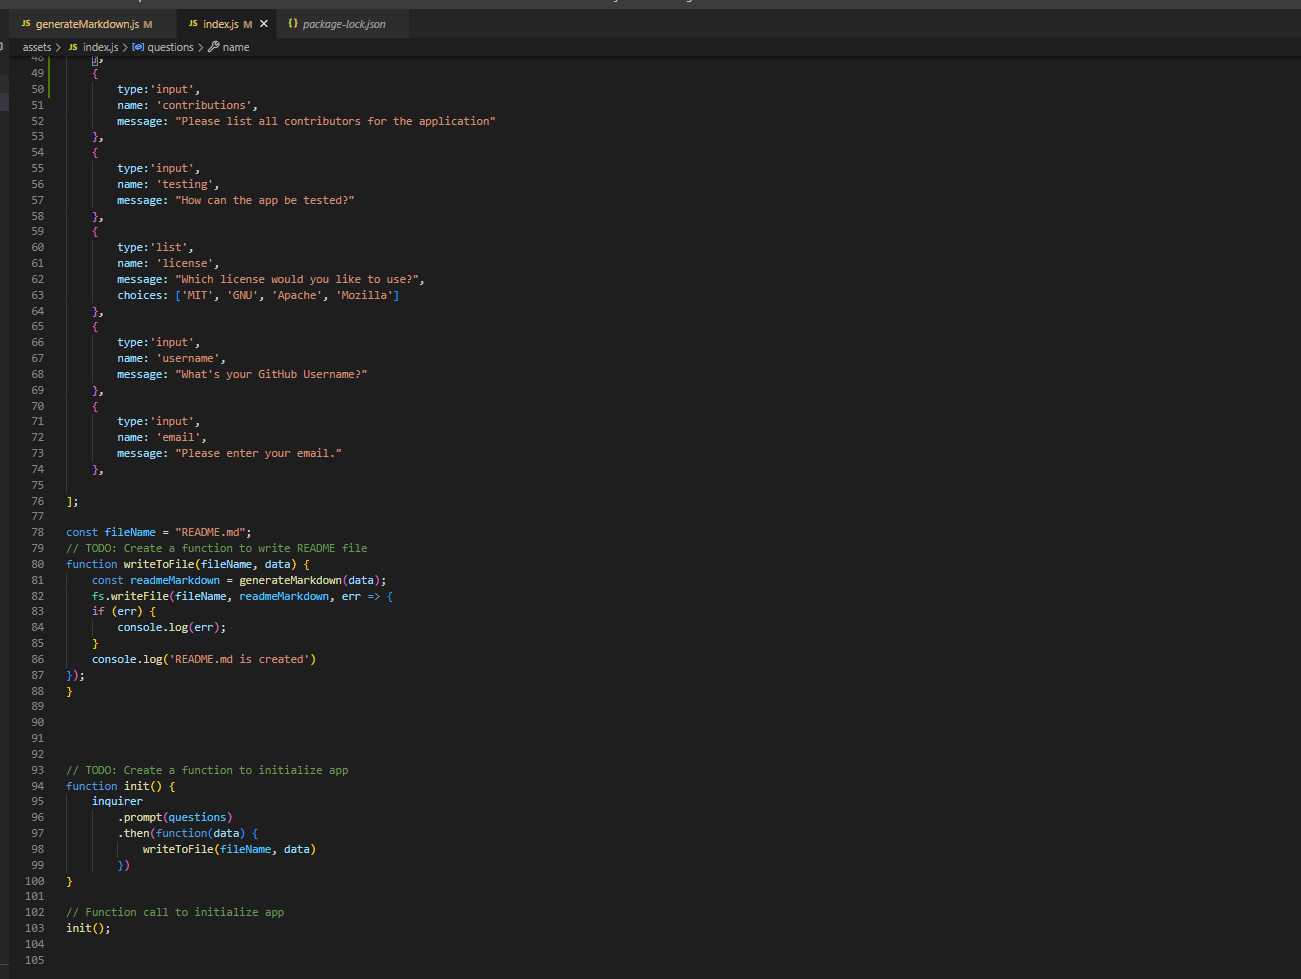 JS generateMarkdown.js M JS index.js M × {} package-lock.json
assets > JS index.js > questions > name
48 },
49 {
50 type:'input',
51 name: 'contributions',
52 message: "Please list all contributors for the application"
53 },
54 {
55 type:'input',
56 name: 'testing',
57 message: "How can the app be tested?"
58 },
59 {
60 type:'list',
61 name: 'license',
62 message: "Which license would you like to use?",
63 choices: ['MIT', 'GNU', 'Apache', 'Mozilla']
64 },
65 {
66 type:'input',
67 name: 'username',
68 message: "What's your GitHub Username?"
69 },
70 {
71 type:'input',
72 name: 'email',
73 message: "Please enter your email."
74 },
75
76 ];
77
78 const fileName = "README.md";
79 // TODO: Create a function to write README file
80 function writeToFile(fileName, data) {
81 const readmeMarkdown = generateMarkdown(data);
82 fs.writeFile(fileName, readmeMarkdown, err => {
83 if (err) {
84 console.log(err);
85 }
86 console.log('README.md is created')
87 });
88 }
89
90
91
92
93 // TODO: Create a function to initialize app
94 function init() {
95 inquirer
96 .prompt(questions)
97 .then(function(data) {
98 writeToFile(fileName, data)
99 })
100 }
101
102 // Function call to initialize app
103 init();
104
105